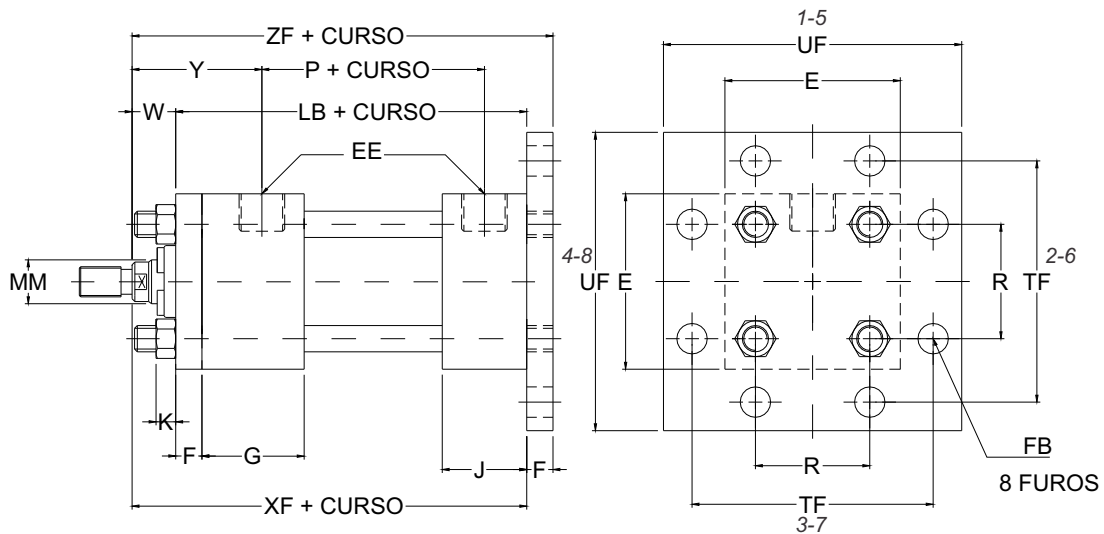 1-5
ZF + CURSO
UF
Y
P + CURSO
E
W
LB + CURSO
EE
4-8
2-6
MM
UF
E
R
TF
K
F
G
J
F
R
FB
8 FUROS
XF + CURSO
TF
3-7